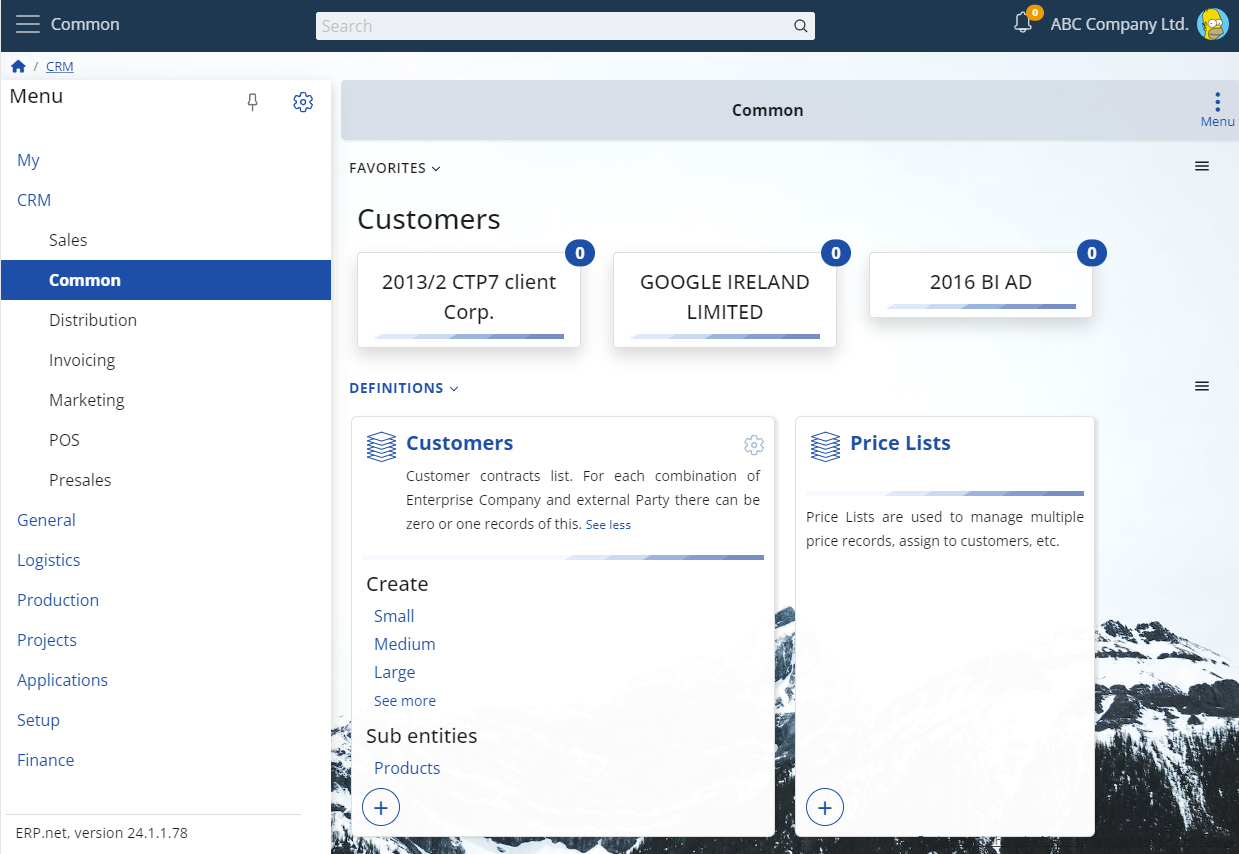 Common
Search
0
ABC Company Ltd.
/ CRM
Menu
My
CRM
Sales
Common
Distribution
Invoicing
Marketing
POS
Presales
General
Logistics
Production
Projects
Applications
Setup
Finance
ERP.net, version 24.1.1.78
Common
Menu
FAVORITES
Customers
0
2013/2 CTP7 client
Corp.
0
GOOGLE IRELAND
LIMITED
0
2016 BI AD
DEFINITIONS
Customers
Customer contracts list. For each combination of
Enterprise Company and external Party there can be
zero or one records of this. See less
Create
Small
Medium
Large
See more
Sub entities
Products
+
Price Lists
Price Lists are used to manage multiple
price records, assign to customers, etc.
+